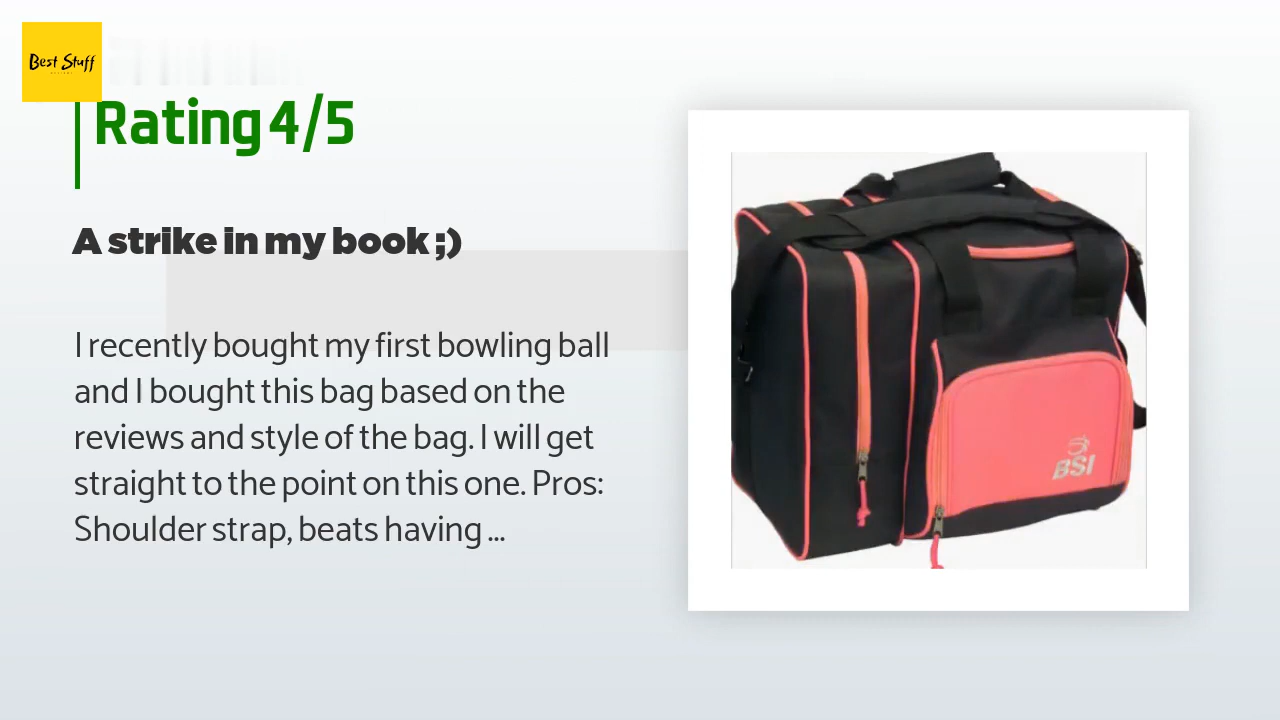 Best Stuff
Rating 4/5
A strike in my book ;)
I recently bought my first bowling ball
and I bought this bag based on the
reviews and style of the bag. I will get
straight to the point on this one. Pros:
Shoulder strap, beats having ...
BSI